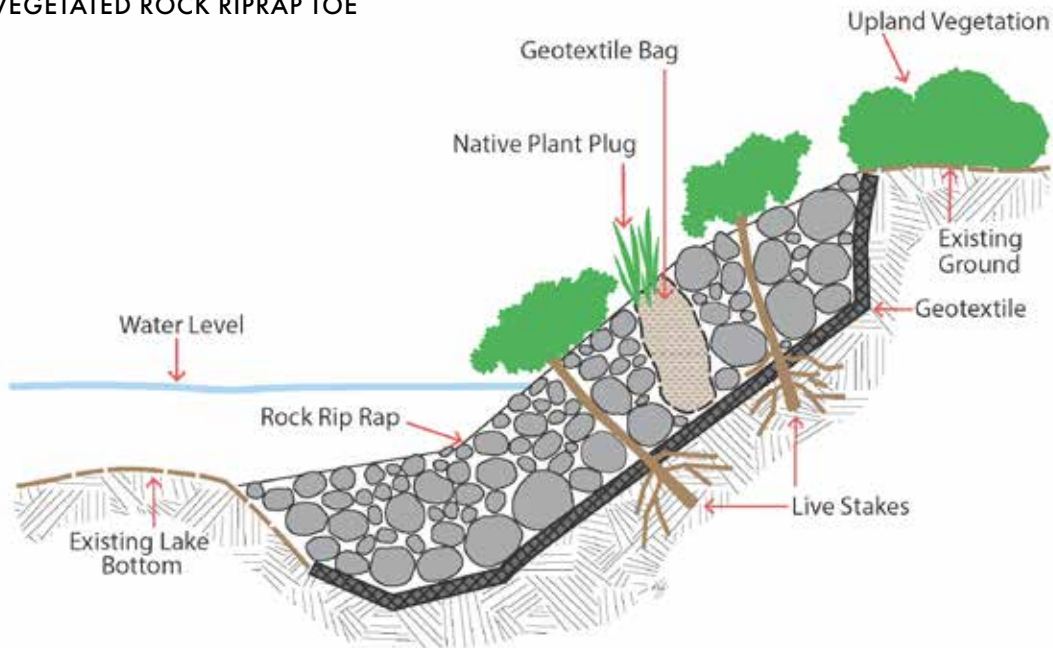 VEGETATED ROCK RIPRAP TOE
Upland Vegetation
Geotextile Bag
Native Plant Plug
Existing
Ground
Geotextile
Water Level
Rock Rip Rap
Live Stakes
Existing Lake
Bottom